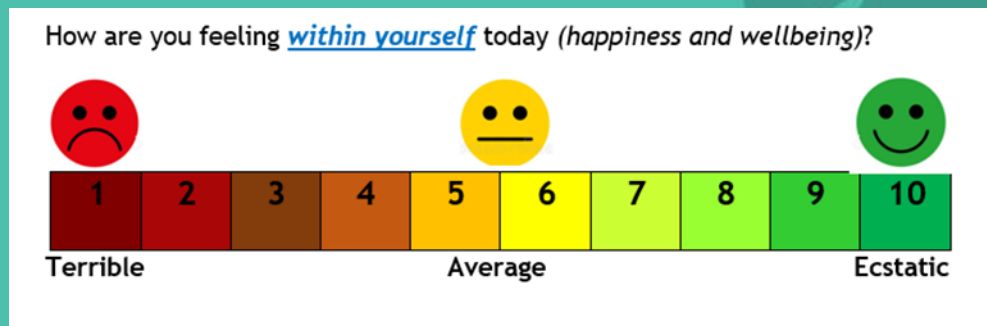 How are you feeling within yourself today (happiness and wellbeing)?
1 2 3 4 5 6 7 8 9 10
Terrible Average Ecstatic